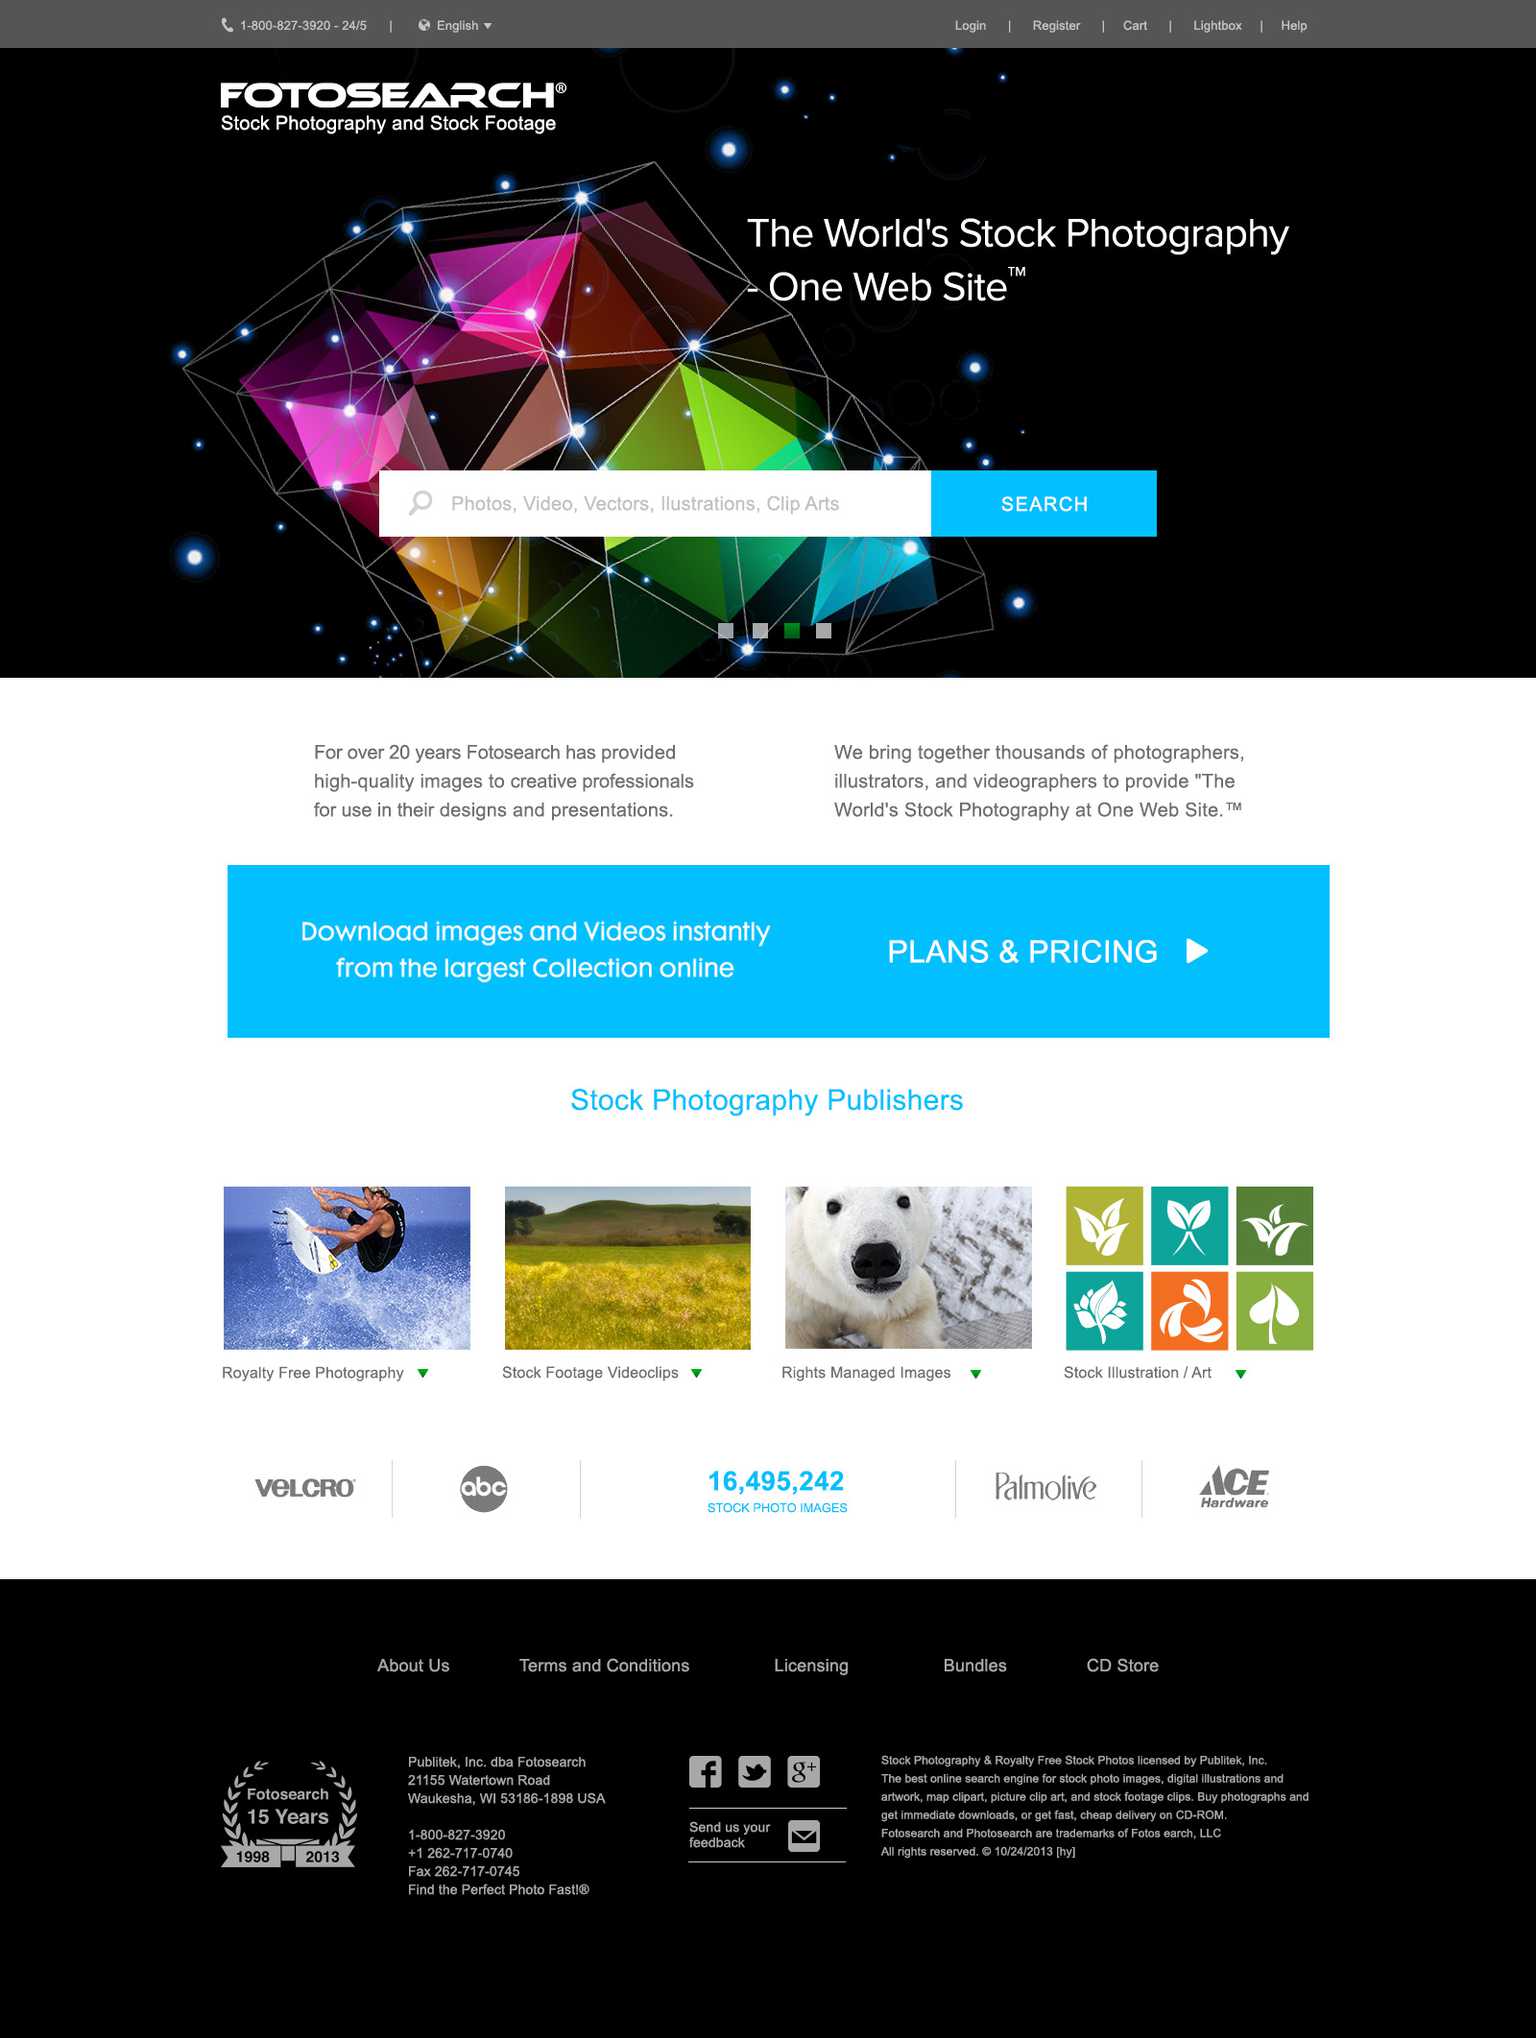 1-800-827-3920 - 24/5 | English
Login | Register | Cart | Lightbox | Help
FOTOSEARCH®
Stock Photography and Stock Footage
The World's Stock Photography
- One Web Site™
Photos, Video, Vectors, Ilustrations, Clip Arts
SEARCH
For over 20 years Fotosearch has provided
high-quality images to creative professionals
for use in their designs and presentations.
We bring together thousands of photographers,
illustrators, and videographers to provide "The
World's Stock Photography at One Web Site.™
Download images and Videos instantly
from the largest Collection online
PLANS & PRICING
Stock Photography Publishers
Royalty Free Photography
Stock Footage Videoclips
Rights Managed Images
Stock Illustration / Art
VELCRO®
abc
16,495,242
STOCK PHOTO IMAGES
Palmolive
ACE
Hardware
About Us
Terms and Conditions
Licensing
Bundles
CD Store
Fotosearch
15 Years
1998 2013
Publitek, Inc. dba Fotosearch
21155 Watertown Road
Waukesha, WI 53186-1898 USA
1-800-827-3920
+1 262-717-0740
Fax 262-717-0745
Find the Perfect Photo Fast!®
f
g+
Send us your
feedback
Stock Photography & Royalty Free Stock Photos licensed by Publitek, Inc.
The best online search engine for stock photo images, digital illustrations and
artwork, map clipart, picture clip art, and stock footage clips. Buy photographs and
get immediate downloads, or get fast, cheap delivery on CD-ROM.
Fotosearch and Photosearch are trademarks of Fotos earch, LLC
All rights reserved. © 10/24/2013 [hy]